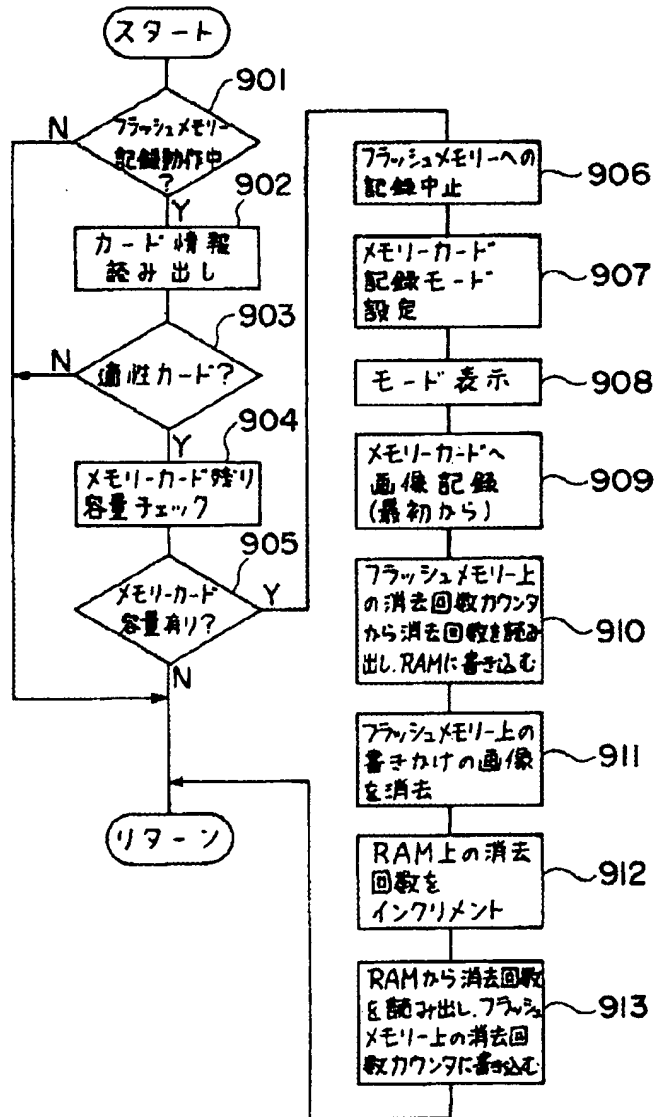 スタート
901
フラッシュメモリー
記録動作中
?
N
Y
902
カード情報
読み出し
903
適性カード?
N
Y
904
メモリーカード残り
容量チェック
905
メモリーカード
容量有り?
Y
N
リターン
フラッシュメモリーへの
記録中止
906
メモリーカード
記録モード
設定
907
モード表示
908
メモリーカードへ
画像記録
(最初から)
909
フラッシュメモリー上
の消去回数カウンタ
から消去回数を読み
出し、RAMに書き込む
910
フラッシュメモリー上の
書きかけの画像
を消去
911
RAM上の消去
回数を
インクリメント
912
RAMから消去回数
を読み出し、フラッシュ
メモリー上の消去回
数カウンタに書き込む
913